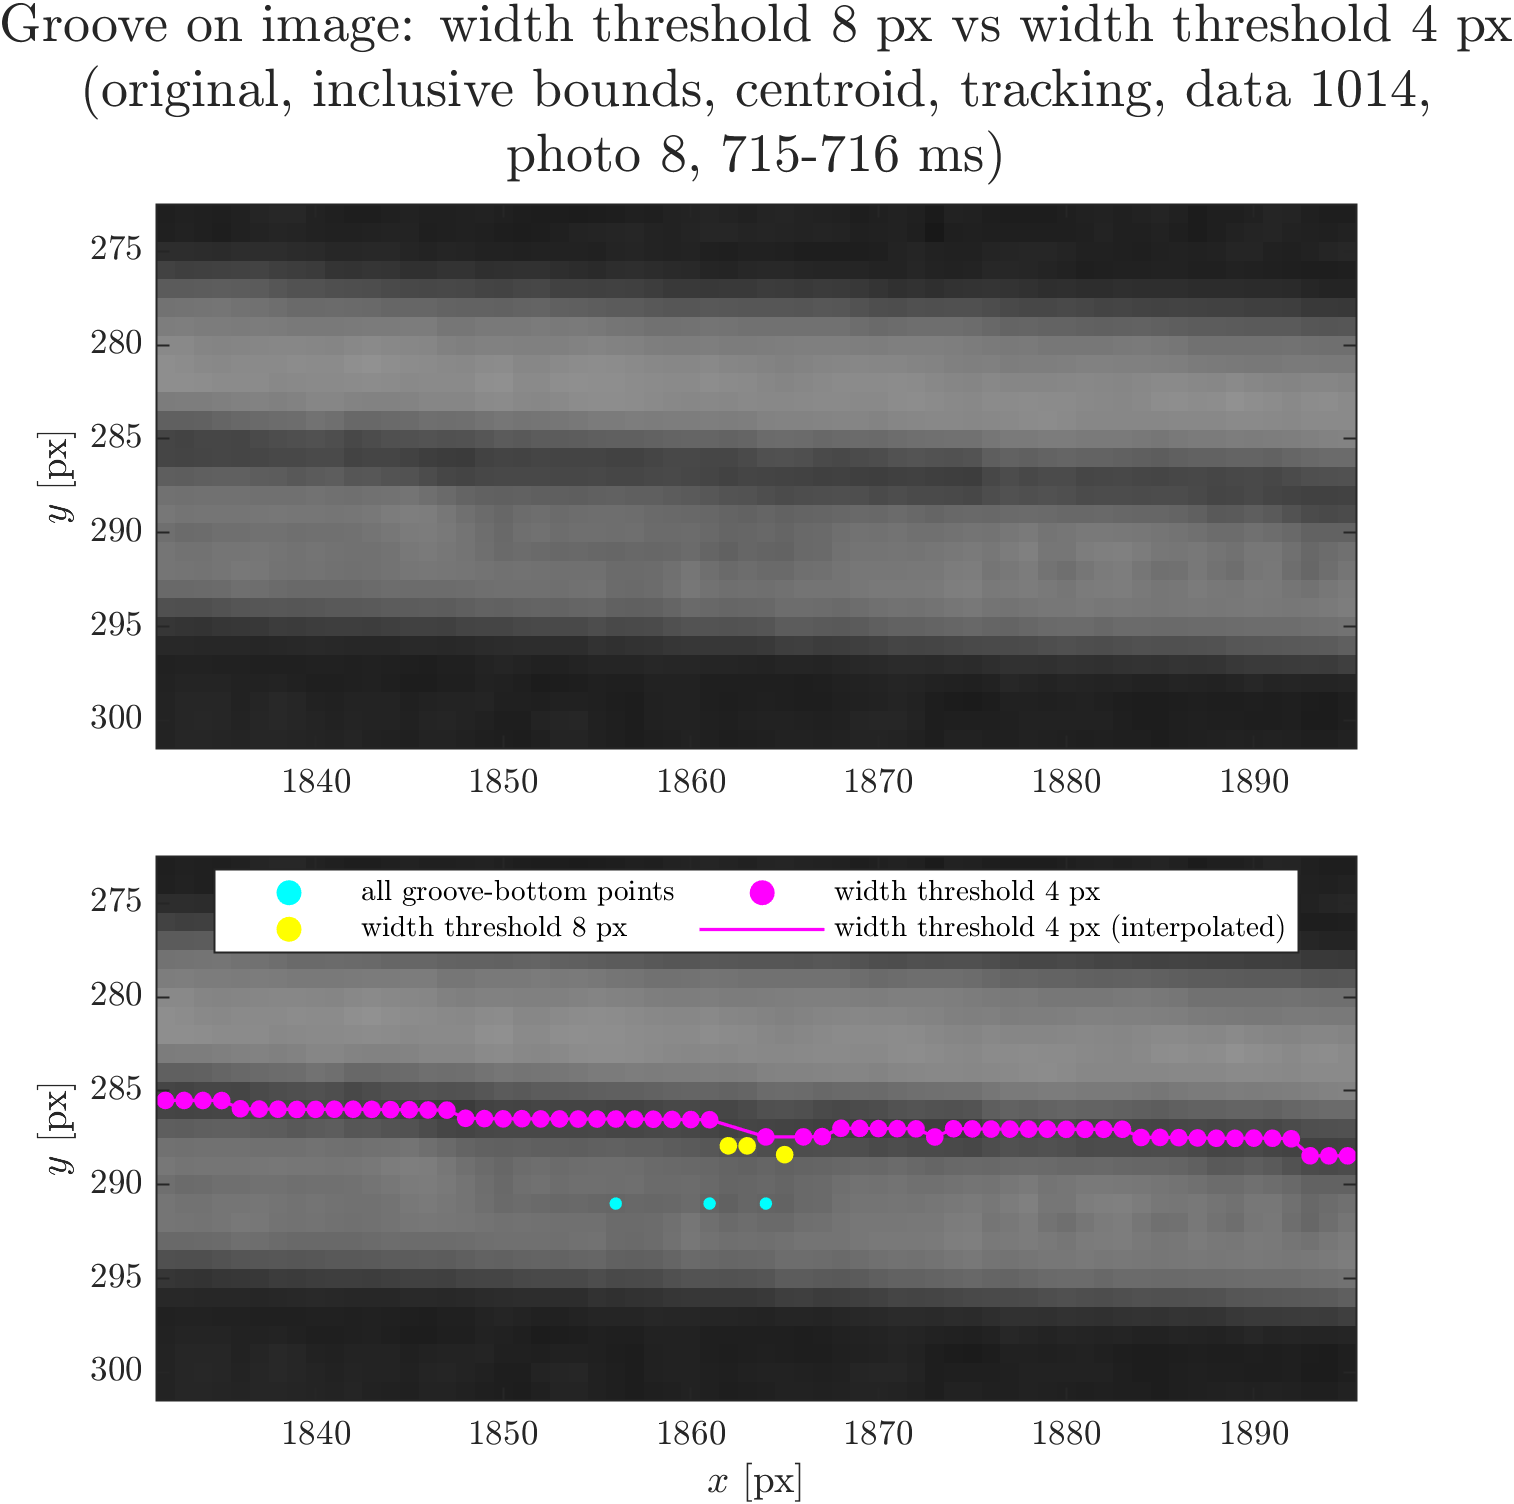 Groove on image: width threshold 8 px vs width threshold 4 px
(original, inclusive bounds, centroid, tracking, data 1014,
photo 8, 715-716 ms)
275
280
285
290
295
300
y [px]
1840 1850 1860 1870 1880 1890
all groove-bottom points
width threshold 8 px
width threshold 4 px
width threshold 4 px (interpolated)
275
280
285
290
295
300
y [px]
1840 1850 1860 1870 1880 1890
x [px]